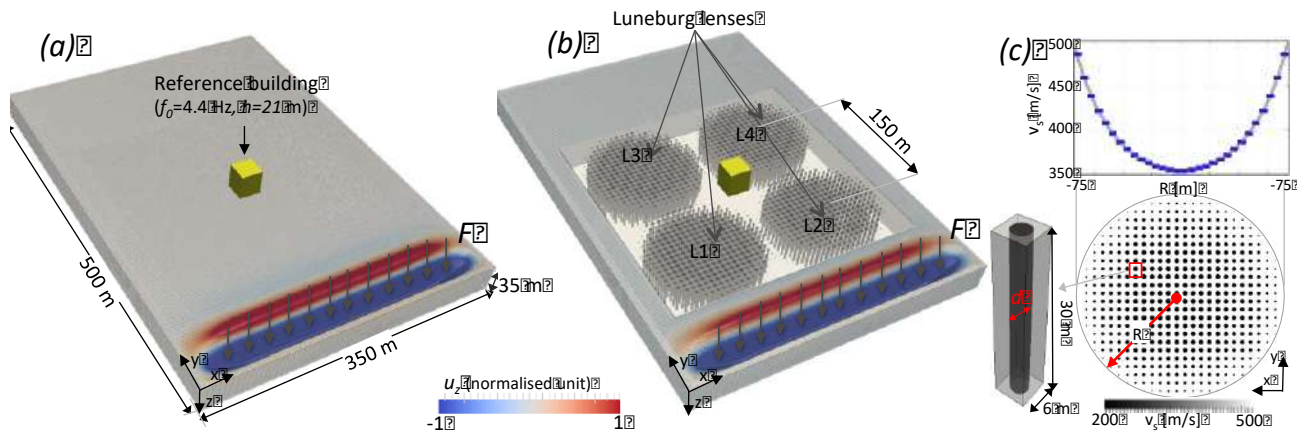 (a)
Reference building
(f0=4.4 Hz, h=21 m)
500 m
350 m
35 m
F
y
x
z
uz (normalised unit)
-1
1
(b)
Luneburg lenses
L3
L4
L1
L2
150 m
F
y
x
z
(c)
500
450
400
350
vs [m/s]
-75
R [m]
-75
d
30 m
6 m
R
y
x
200
vs [m/s]
500